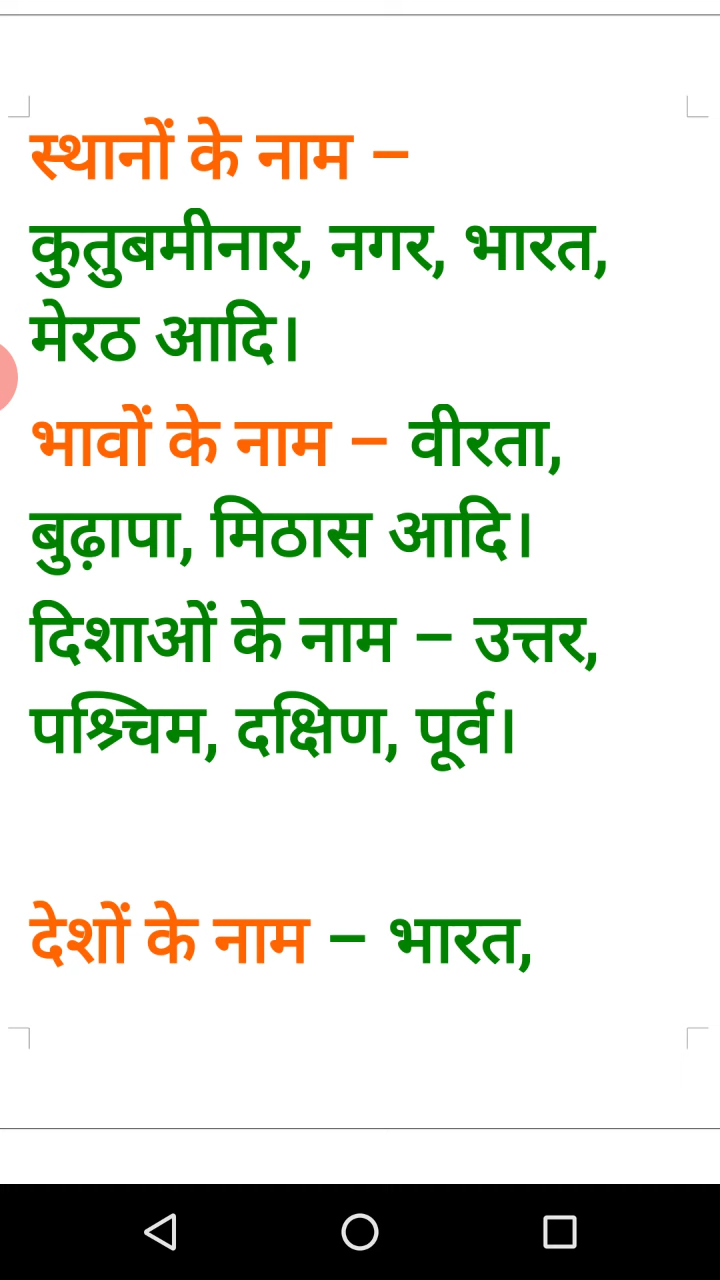 स्थानों के नाम –
कुतुबमीनार, नगर, भारत,
मेरठ आदि।
भावों के नाम – वीरता,
बुढ़ापा, मिठास आदि।
दिशाओं के नाम – उत्तर,
पश्चिम, दक्षिण, पूर्व।
देशों के नाम – भारत,